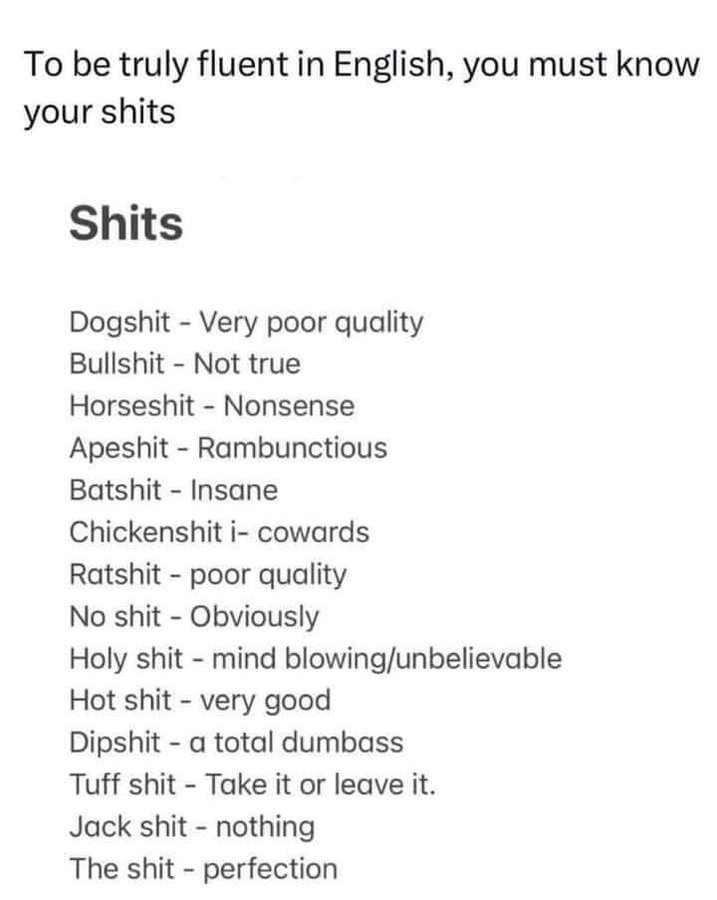 To be truly fluent in English, you must know
your shits
Shits
Dogshit - Very poor quality
Bullshit - Not true
Horseshit - Nonsense
Apeshit - Rambunctious
Batshit - Insane
Chickenshit i- cowards
Ratshit - poor quality
No shit - Obviously
Holy shit - mind blowing/unbelievable
Hot shit - very good
Dipshit - a total dumbass
Tuff shit - Take it or leave it.
Jack shit - nothing
The shit - perfection